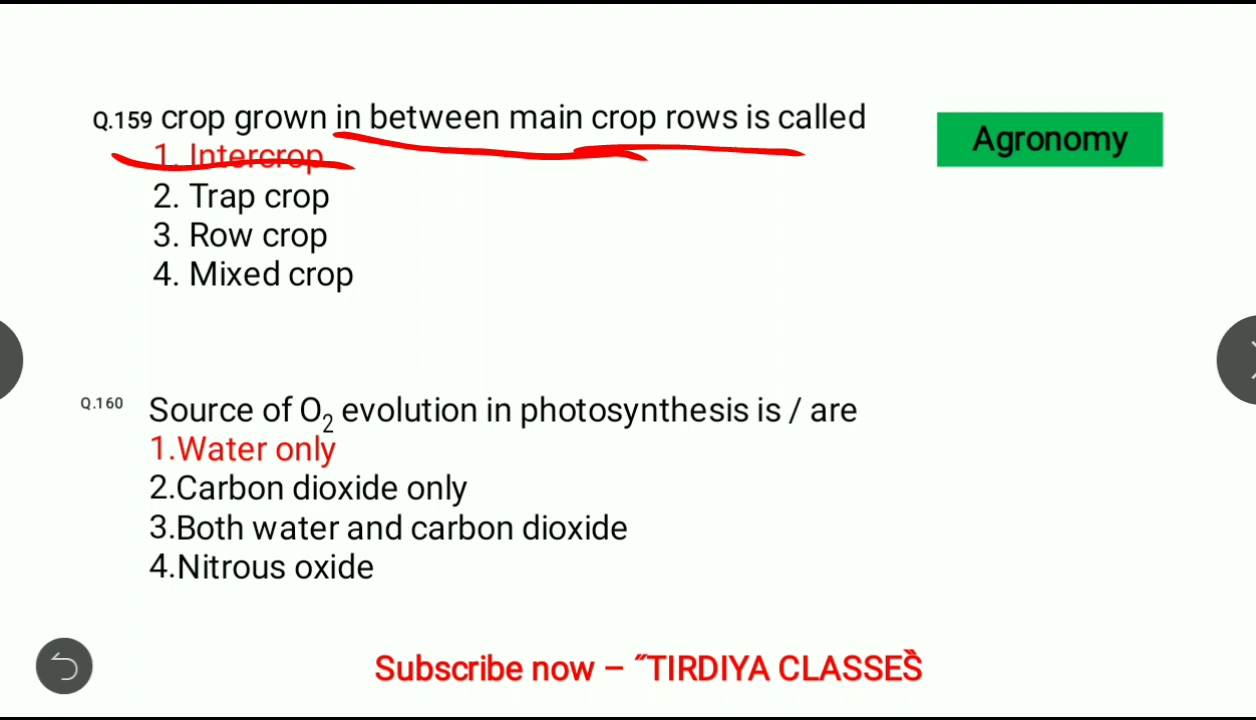 Q.159 crop grown in between main crop rows is called
Agronomy
1. Intercrop
2. Trap crop
3. Row crop
4. Mixed crop
Q.160 Source of O₂ evolution in photosynthesis is / are
1.Water only
2.Carbon dioxide only
3.Both water and carbon dioxide
4.Nitrous oxide
Subscribe now – ˝TIRDIYA CLASSES̏